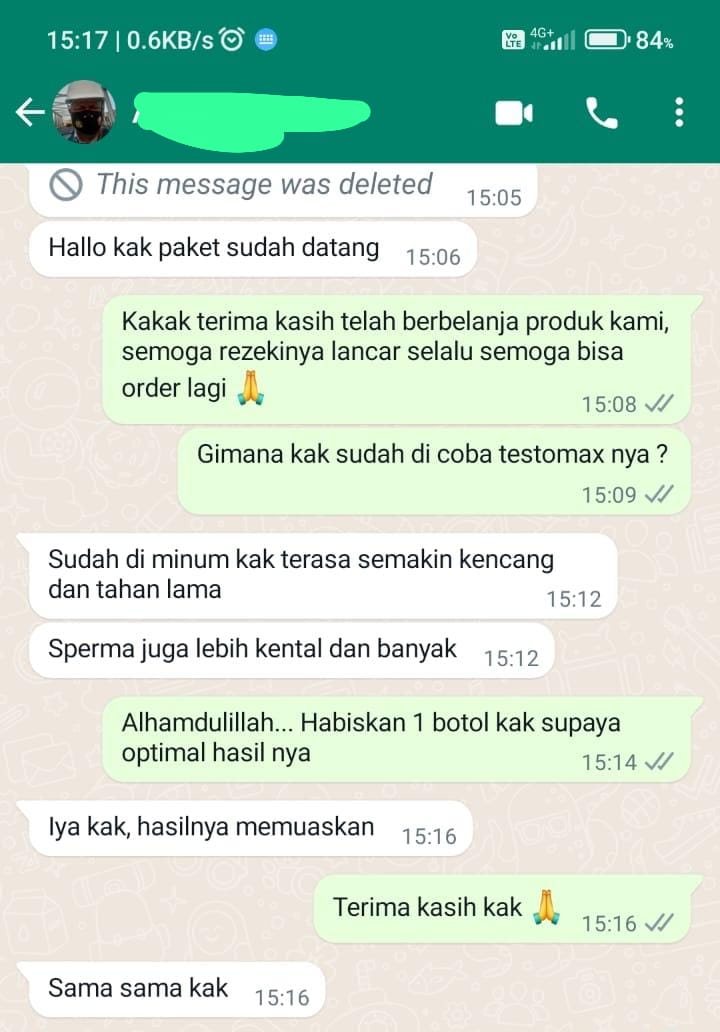 15:17 | 0.6KB/s
Vo LTE 4G+ 84%
This message was deleted 15:05
Hallo kak paket sudah datang 15:06
Kakak terima kasih telah berbelanja produk kami,
semoga rezekinya lancar selalu semoga bisa
order lagi 🙏
15:08
Gimana kak sudah di coba testomax nya ?
15:09
Sudah di minum kak terasa semakin kencang
dan tahan lama
15:12
Sperma juga lebih kental dan banyak 15:12
Alhamdulillah... Habiskan 1 botol kak supaya
optimal hasil nya
15:14
Iya kak, hasilnya memuaskan 15:16
Terima kasih kak 🙏 15:16
Sama sama kak 15:16